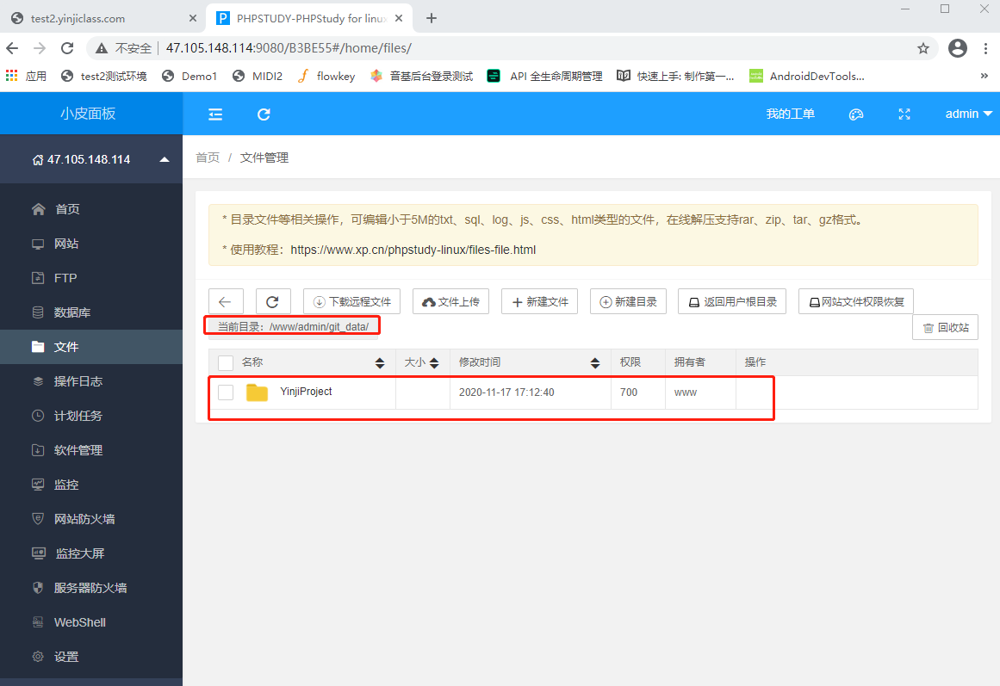 test2.yinjiclass.com
PHPSTUDY-PHPStudy for linux
不安全 47.105.148.114:9080/B3BE55#/home/files/
应用 test2测试环境 Demo1 MIDI2 flowkey 音基后台登录测试 API 全生命周期管理 快速上手: 制作第一... AndroidDevTools... »
小皮面板
我的工单 admin
47.105.148.114
首页 / 文件管理
首页
网站
FTP
数据库
文件
操作日志
计划任务
软件管理
监控
网站防火墙
监控大屏
服务器防火墙
WebShell
设置
* 目录文件等相关操作，可编辑小于5M的txt、sql、log、js、css、html类型的文件，在线解压支持rar、zip、tar、gz格式。
* 使用教程：https://www.xp.cn/phpstudy-linux/files-file.html
下载远程文件 文件上传 新建文件 新建目录 返回用户根目录 网站文件权限恢复
当前目录：/www/admin/git_data/
回收站
名称 大小 修改时间 权限 拥有者 操作
YinjiProject 2020-11-17 17:12:40 700 www